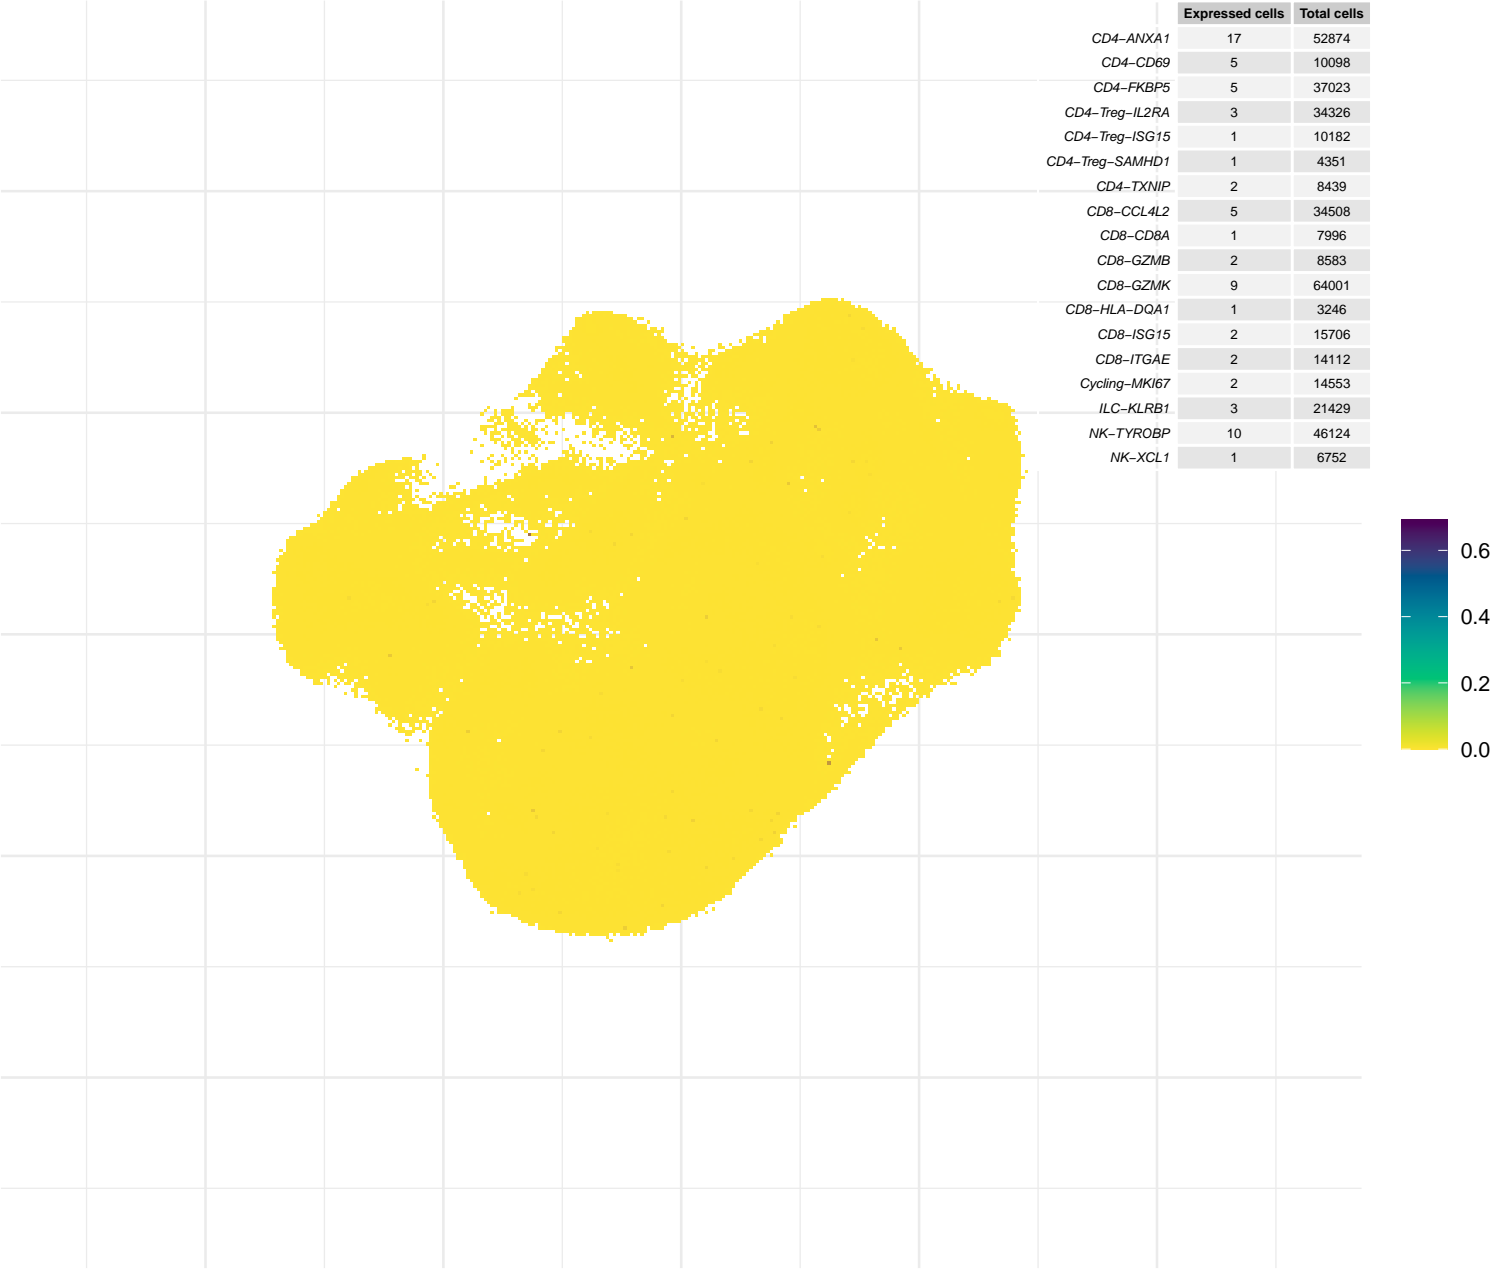 Expressed cells Total cells
CD4−ANXA1 17 52874
CD4−CD69 5 10098
CD4−FKBP5 5 37023
CD4−Treg−IL2RA 3 34326
CD4−Treg−ISG15 1 10182
CD4−Treg−SAMHD1 1 4351
CD4−TXNIP 2 8439
CD8−CCL4L2 5 34508
CD8−CD8A 1 7996
CD8−GZMB 2 8583
CD8−GZMK 9 64001
CD8−HLA−DQA1 1 3246
CD8−ISG15 2 15706
CD8−ITGAE 2 14112
Cycling−MKI67 2 14553
ILC−KLRB1 3 21429
NK−TYROBP 10 46124
NK−XCL1 1 6752
0.6
0.4
0.2
0.0